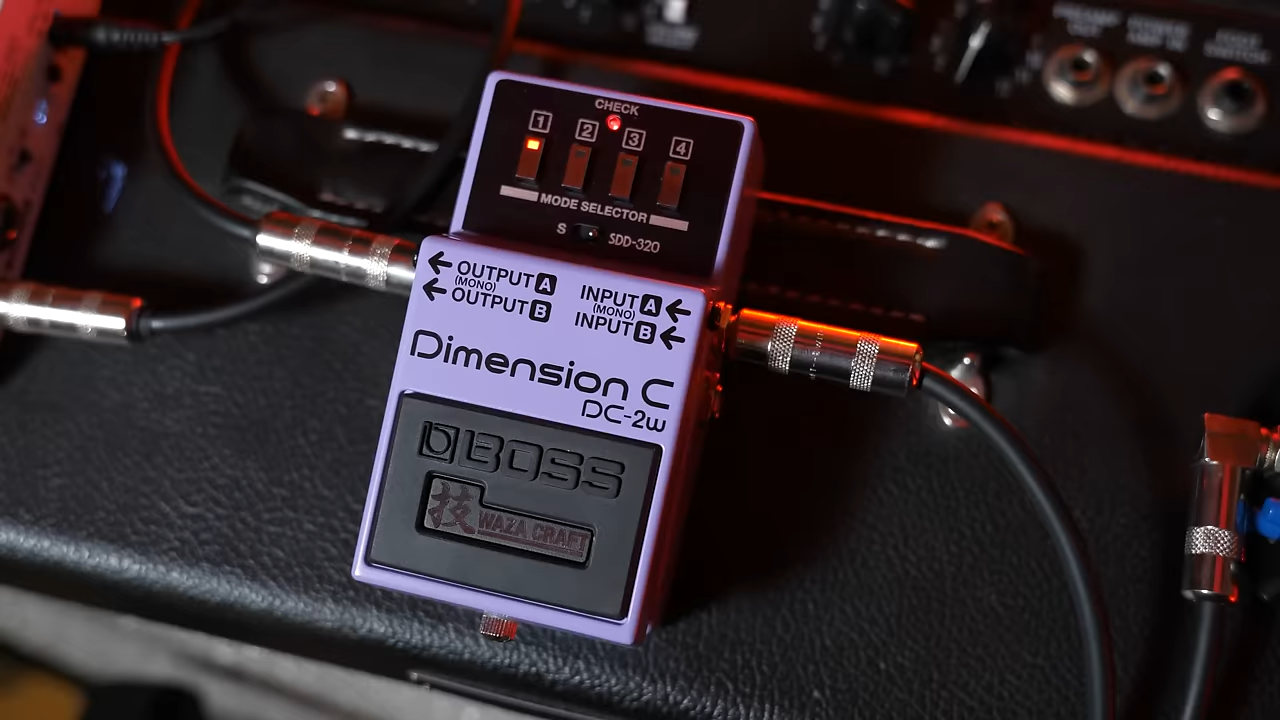 CHECK
1 2 3 4
MODE SELECTOR
S SDD-320
OUTPUT A
(MONO)
OUTPUT B
INPUT A
(MONO)
INPUT B
Dimension C
DC-2w
BOSS
技 WAZA CRAFT